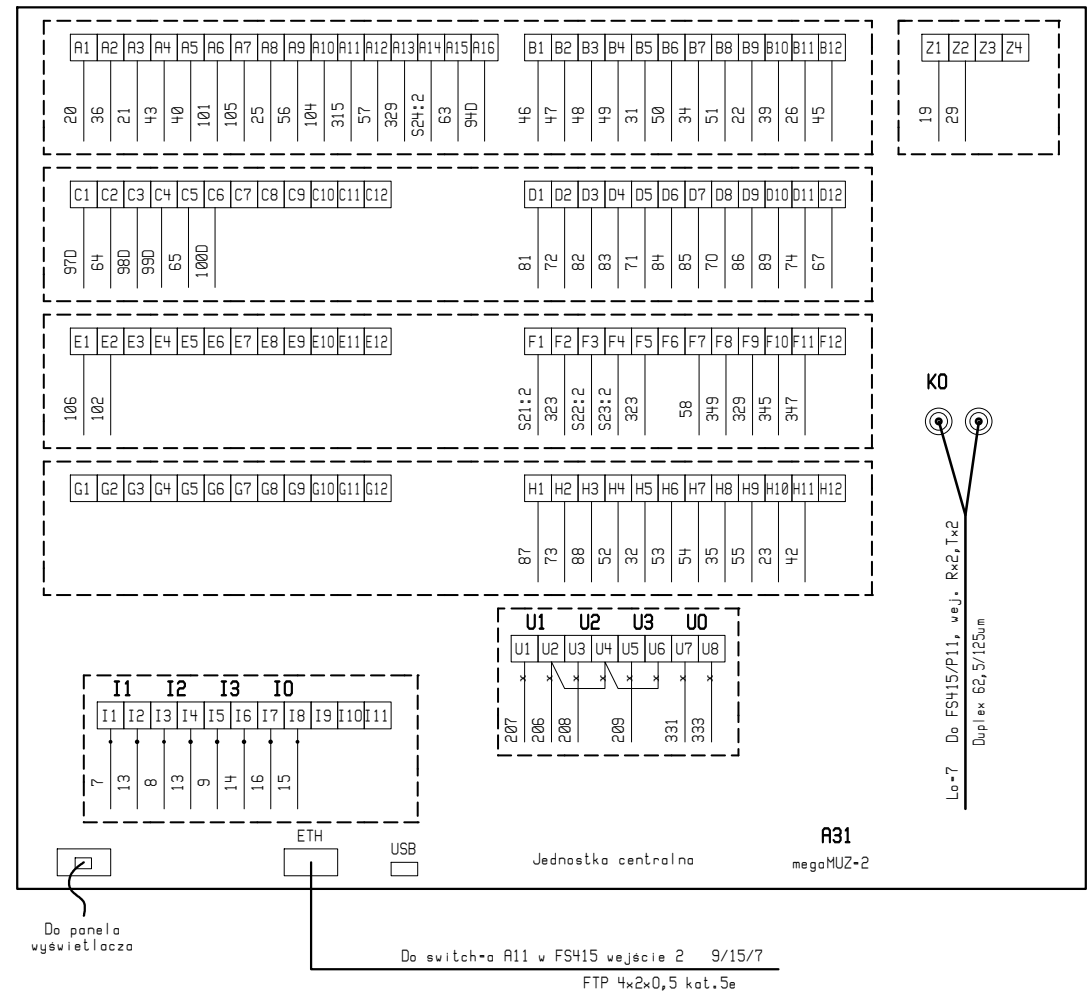 A1 A2 A3 A4 A5 A6 A7 A8 A9 A10 A11 A12 A13 A14 A15 A16
20 36 21 43 40 101 105 25 56 104 315 57 329 S24:2 63 94D
B1 B2 B3 B4 B5 B6 B7 B8 B9 B10 B11 B12
46 47 48 49 31 50 34 51 22 39 26 45
Z1 Z2 Z3 Z4
19 29
C1 C2 C3 C4 C5 C6 C7 C8 C9 C10 C11 C12
97D 64 98D 99D 65 100D
D1 D2 D3 D4 D5 D6 D7 D8 D9 D10 D11 D12
81 72 82 83 71 84 85 70 86 89 74 67
E1 E2 E3 E4 E5 E6 E7 E8 E9 E10 E11 E12
106 102
F1 F2 F3 F4 F5 F6 F7 F8 F9 F10 F11 F12
S21:2 323 S22:2 S23:2 323 58 349 329 345 347
G1 G2 G3 G4 G5 G6 G7 G8 G9 G10 G11 G12
H1 H2 H3 H4 H5 H6 H7 H8 H9 H10 H11 H12
87 73 88 52 32 53 54 35 55 23 42
KO
Lo=7 Do FS415/P11, wej. Rx2,Tx2
Duplex 62,5/125um
U1 U2 U3 U0
U1 U2 U3 U4 U5 U6 U7 U8
207 206 208 209 331 333
I1 I2 I3 I0
I1 I2 I3 I4 I5 I6 I7 I8 I9 I10 I11
7 13 8 13 9 14 16 15
ETH
USB
Jednostka centralna
A31
megaMUZ-2
Do panela
wyświetlacza
Do switch-a A11 w FS415 wejście 2 9/15/7
FTP 4x2x0,5 kat.5e